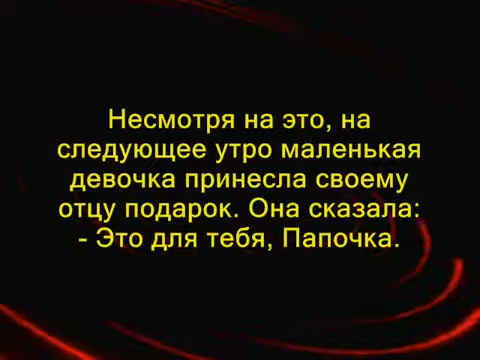 Несмотря на это, на
следующее утро маленькая
девочка принесла своему
отцу подарок. Она сказала:
- Это для тебя, Папочка.